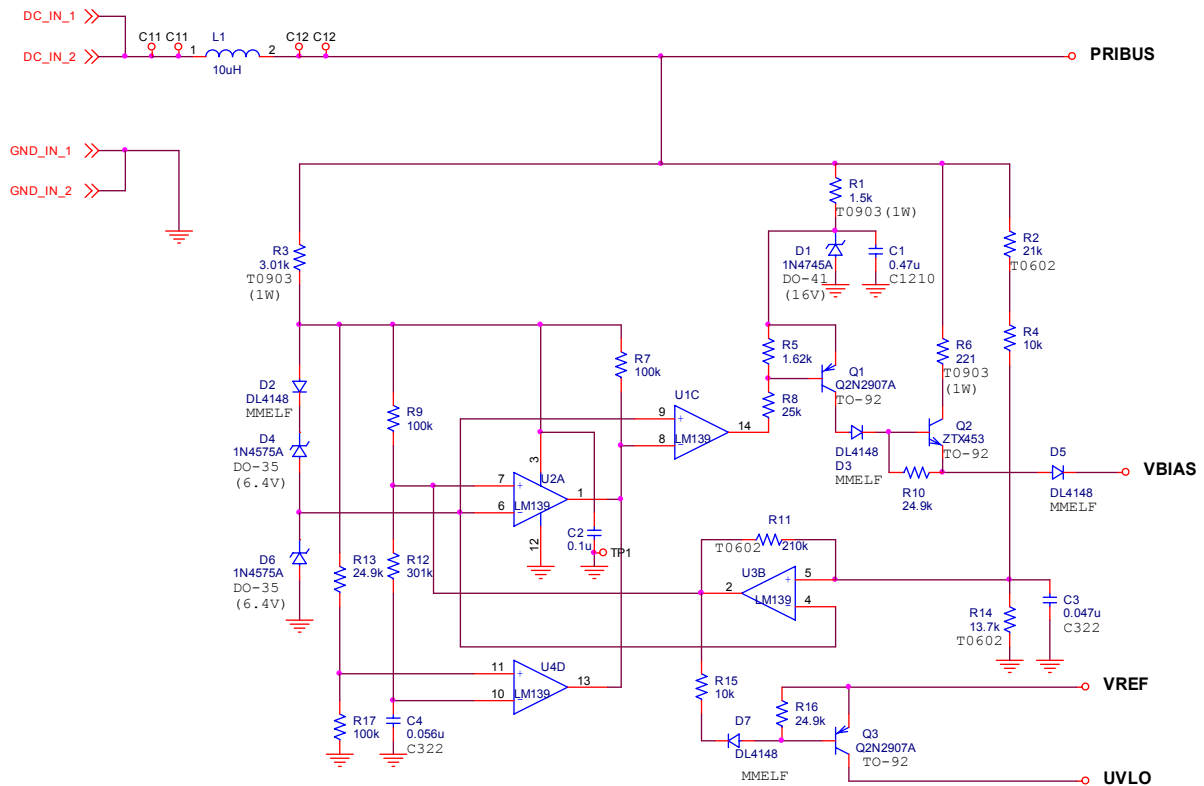 DC_IN_1
DC_IN_2
C11 C11
L1
1 2
10uH
C12 C12
PRIBUS
GND_IN_1
GND_IN_2
R1
1.5k
T0903 (1W)
R3
3.01k
T0903
(1W)
D1
1N4745A
DO-41
(16V)
C1
0.47u
C1210
R2
21k
T0602
R4
10k
R5
1.62k
R6
221
T0903
(1W)
R7
100k
D2
DL4148
MMELF
Q1
Q2N2907A
TO-92
U1C
9
+
8
-
14
LM139
R8
25k
R9
100k
Q2
ZTX453
TO-92
D4
1N4575A
DO-35
(6.4V)
DL4148
D3
MMELF
D5
DL4148
MMELF
VBIAS
R10
24.9k
3
U2A
7
+
6
-
1
LM139
12
C2
0.1u
TP1
R11
T0602
210k
D6
1N4575A
DO-35
(6.4V)
R13
24.9k
R12
301k
U3B
5
+
4
-
2
LM139
R14
13.7k
T0602
C3
0.047u
C322
U4D
11
+
10
-
13
LM139
R15
10k
VREF
R17
100k
C4
0.056u
C322
D7
DL4148
MMELF
R16
24.9k
Q3
Q2N2907A
TO-92
UVLO